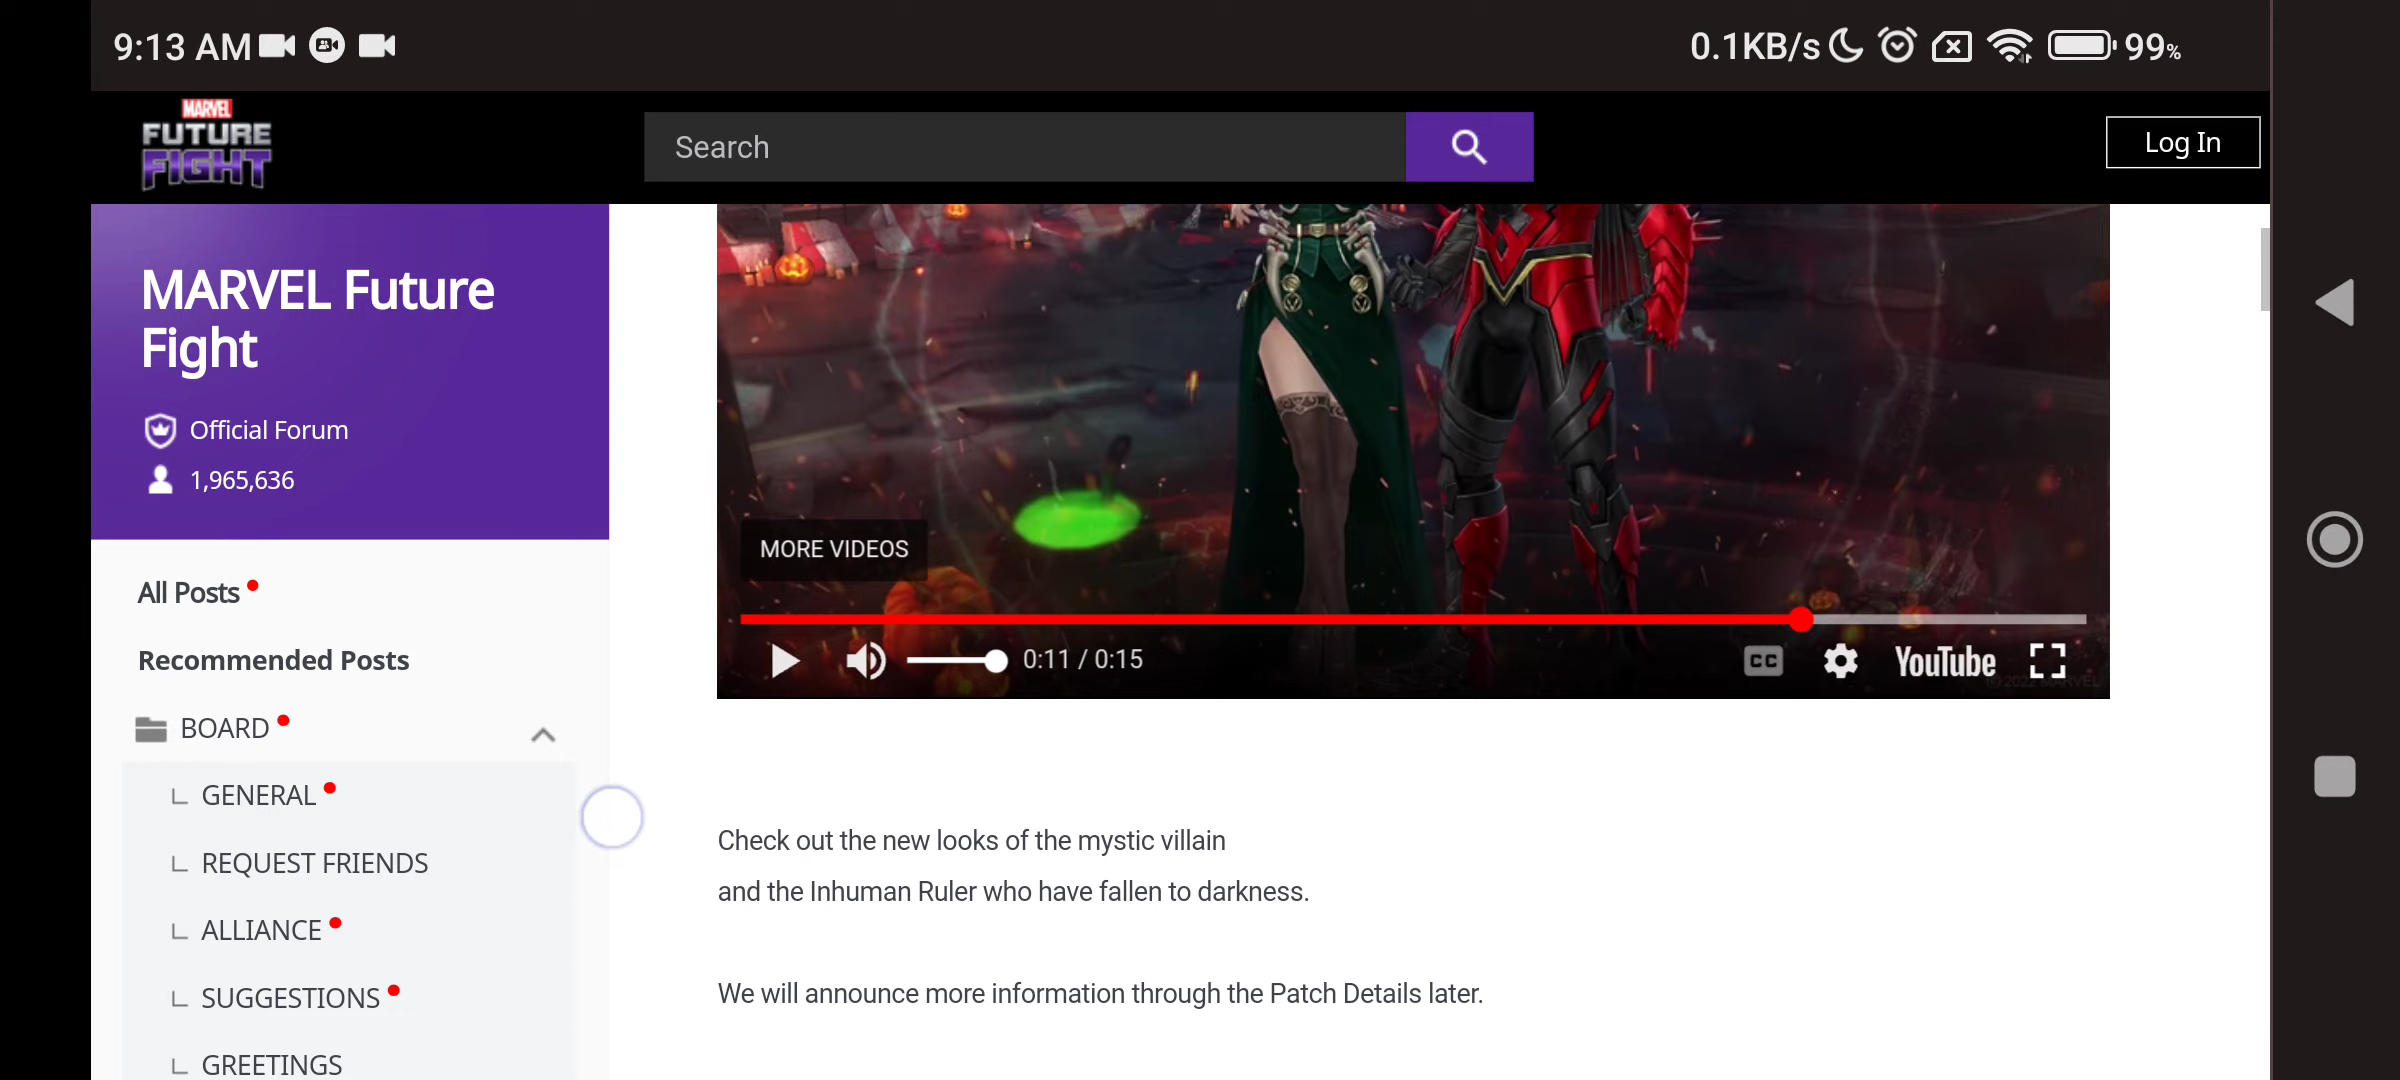 9:13 AM
0.1KB/s
99%
MARVEL
FUTURE
FIGHT
Search
Log In
MARVEL Future
Fight
Official Forum
1,965,636
All Posts
Recommended Posts
BOARD
GENERAL
REQUEST FRIENDS
ALLIANCE
SUGGESTIONS
GREETINGS
MORE VIDEOS
0:11 / 0:15
CC
YouTube
© 2022 MARVEL
Check out the new looks of the mystic villain
and the Inhuman Ruler who have fallen to darkness.
We will announce more information through the Patch Details later.